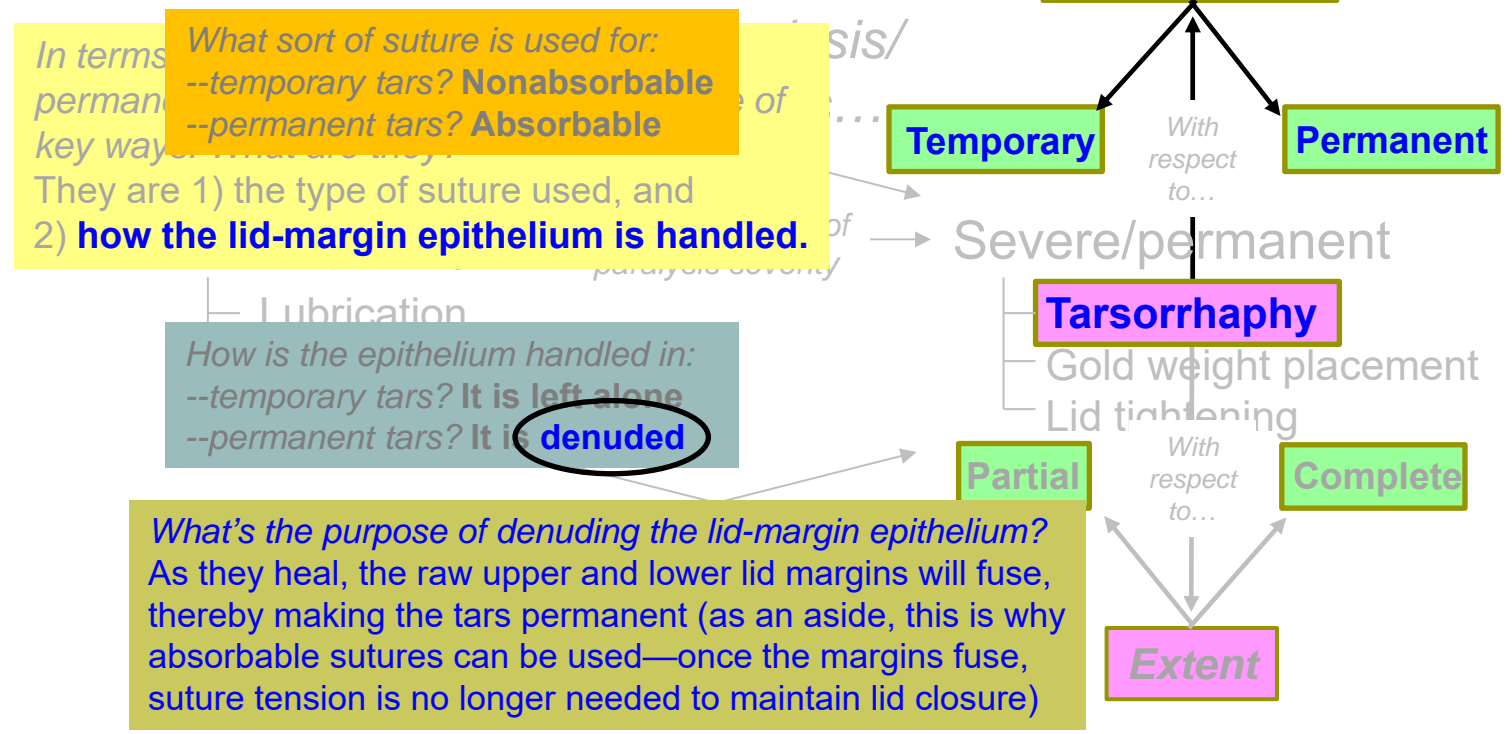 In terms
permane
e of
key ways. What are they?
They are 1) the type of suture used, and
2) how the lid-margin epithelium is handled.
What sort of suture is used for:
--temporary tars? Nonabsorbable
--permanent tars? Absorbable
sis/
s…
of
paralysis severity
Lubrication
How is the epithelium handled in:
--temporary tars? It is left alone
--permanent tars? It is denuded
What's the purpose of denuding the lid-margin epithelium?
As they heal, the raw upper and lower lid margins will fuse,
thereby making the tars permanent (as an aside, this is why
absorbable sutures can be used—once the margins fuse,
suture tension is no longer needed to maintain lid closure)
Temporary
With
respect
to…
Permanent
Severe/permanent
Tarsorrhaphy
Gold weight placement
Lid tightening
Partial
With
respect
to…
Complete
Extent